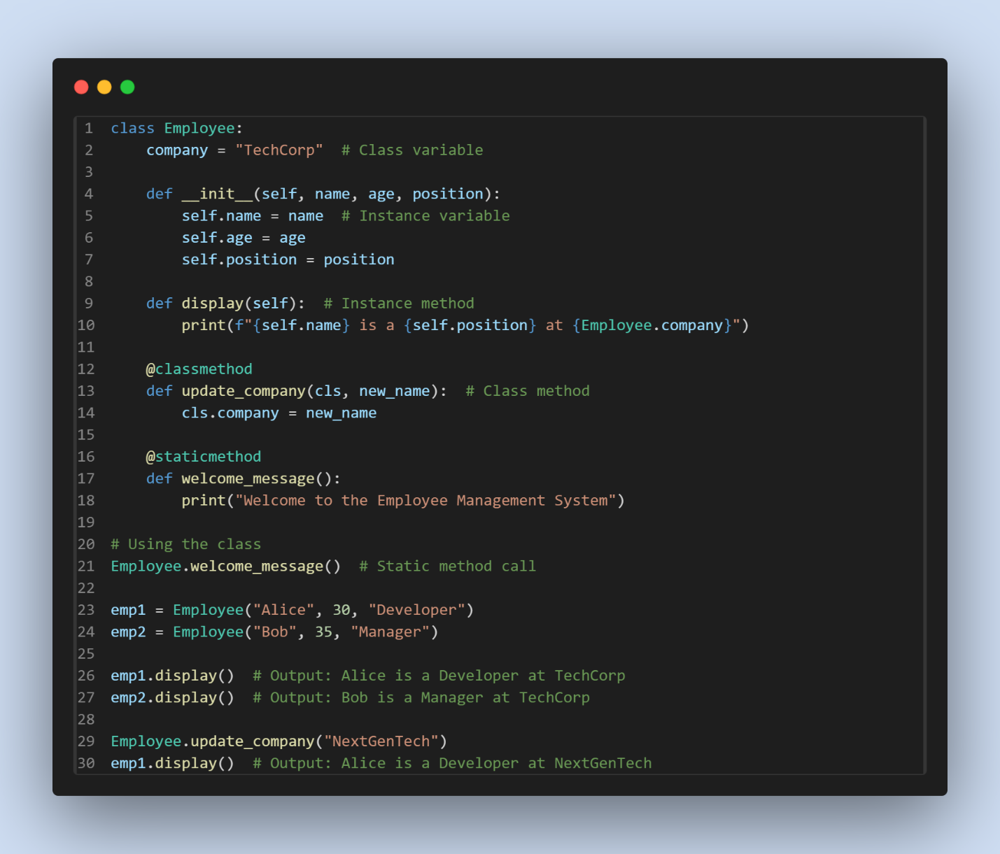 1 class Employee:
2     company = "TechCorp"  # Class variable
3
4     def __init__(self, name, age, position):
5         self.name = name  # Instance variable
6         self.age = age
7         self.position = position
8
9     def display(self):  # Instance method
10         print(f"{self.name} is a {self.position} at {Employee.company}")
11
12     @classmethod
13     def update_company(cls, new_name):  # Class method
14         cls.company = new_name
15
16     @staticmethod
17     def welcome_message():
18         print("Welcome to the Employee Management System")
19
20 # Using the class
21 Employee.welcome_message()  # Static method call
22
23 emp1 = Employee("Alice", 30, "Developer")
24 emp2 = Employee("Bob", 35, "Manager")
25
26 emp1.display()  # Output: Alice is a Developer at TechCorp
27 emp2.display()  # Output: Bob is a Manager at TechCorp
28
29 Employee.update_company("NextGenTech")
30 emp1.display()  # Output: Alice is a Developer at NextGenTech